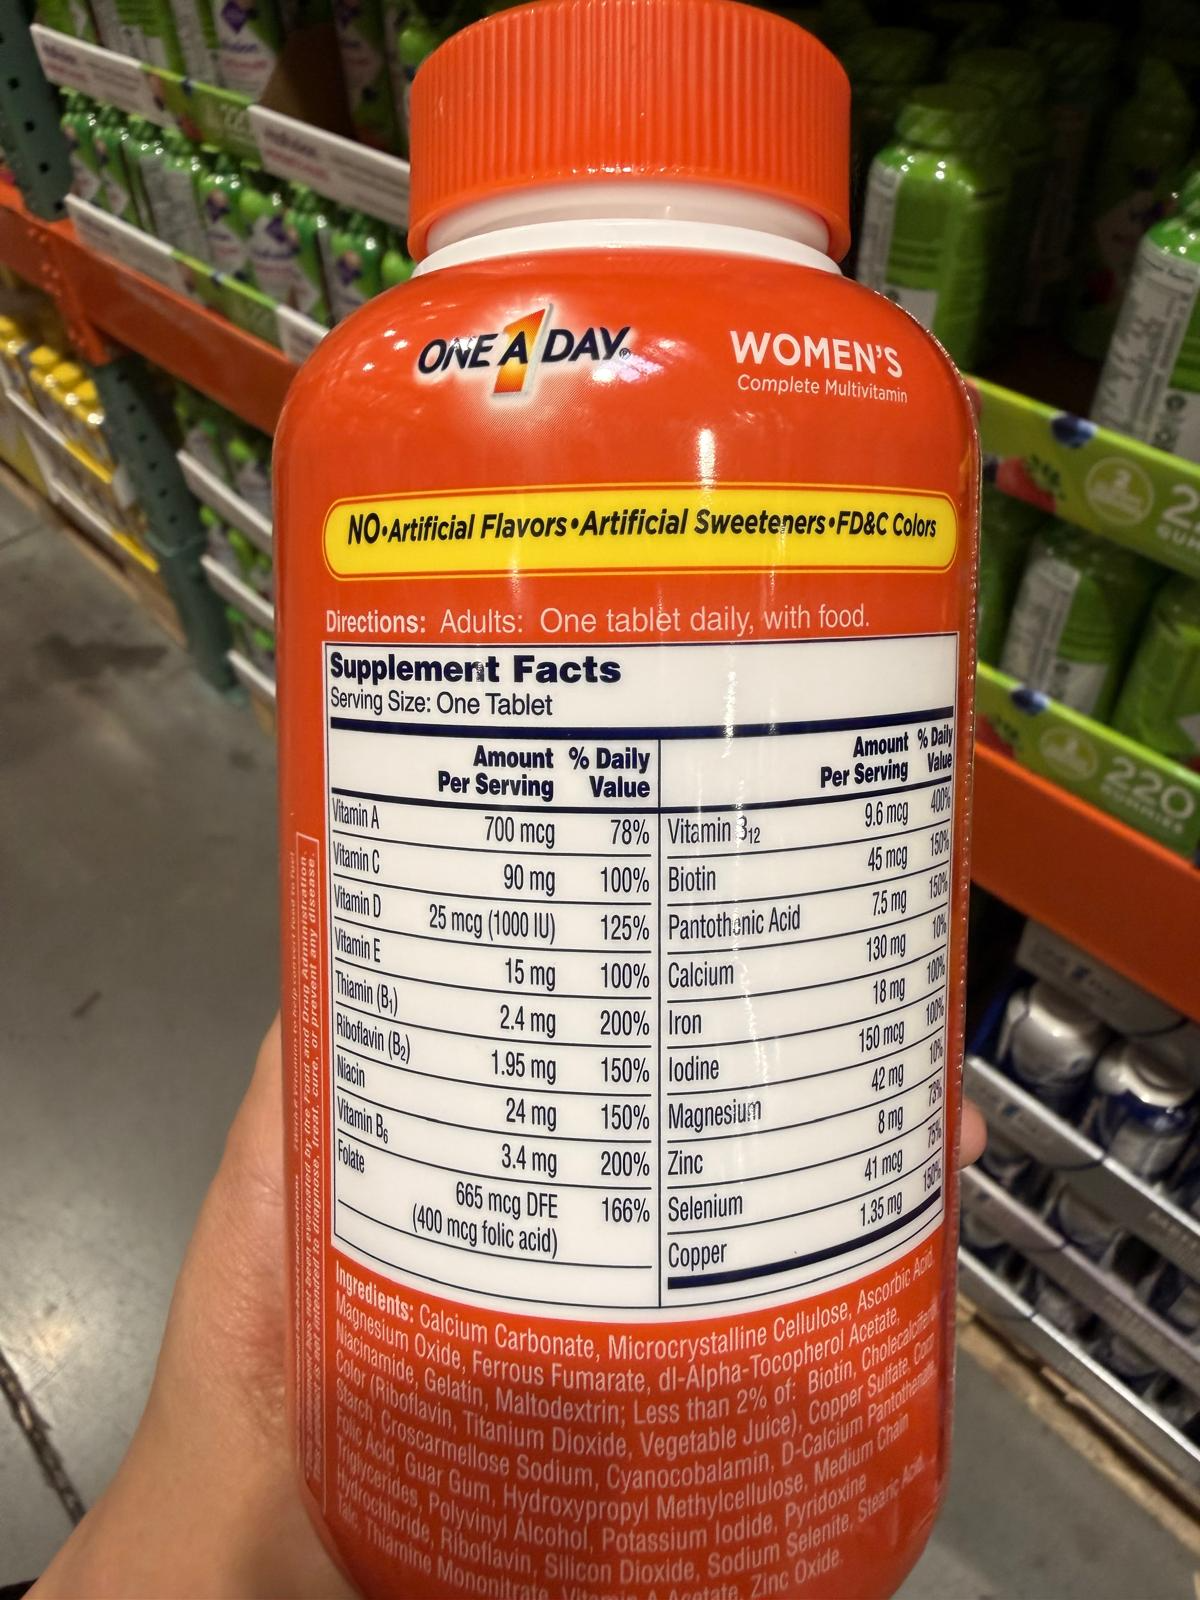 ONE A DAY®
WOMEN'S
Complete Multivitamin
NO•Artificial Flavors•Artificial Sweeteners•FD&C Colors
Directions: Adults: One tablet daily, with food.
Supplement Facts
Serving Size: One Tablet
Amount Per Serving % Daily Value
Vitamin A 700 mcg 78%
Vitamin C 90 mg 100%
Vitamin D 25 mcg (1000 IU) 125%
Vitamin E 15 mg 100%
Thiamin (B1) 2.4 mg 200%
Riboflavin (B2) 1.95 mg 150%
Niacin 24 mg 150%
Vitamin B6 3.4 mg 200%
Folate 665 mcg DFE 166%
(400 mcg folic acid)
Amount Per Serving % Daily Value
Vitamin B12 9.6 mcg 400%
Biotin 45 mcg 150%
Pantothenic Acid 7.5 mg 150%
Calcium 130 mg 10%
Iron 18 mg 100%
Iodine 150 mcg 100%
Magnesium 42 mg 10%
Zinc 8 mg 73%
Selenium 41 mcg 75%
Copper 1.35 mg 150%
Ingredients: Calcium Carbonate, Microcrystalline Cellulose, Ascorbic Acid,
Magnesium Oxide, Ferrous Fumarate, dl-Alpha-Tocopherol Acetate,
Niacinamide, Gelatin, Maltodextrin; Less than 2% of: Biotin, Cholecalciferol,
Color (Riboflavin, Titanium Dioxide, Vegetable Juice), Copper Sulfate, Corn
Starch, Croscarmellose Sodium, Cyanocobalamin, D-Calcium Pantothenate,
Folic Acid, Guar Gum, Hydroxypropyl Methylcellulose, Medium Chain
Triglycerides, Polyvinyl Alcohol, Potassium Iodide, Pyridoxine
Hydrochloride, Riboflavin, Silicon Dioxide, Sodium Selenite, Stearic Acid,
Talc, Thiamine Mononitrate, Vitamin A Acetate, Zinc Oxide.
220
GUMMIES